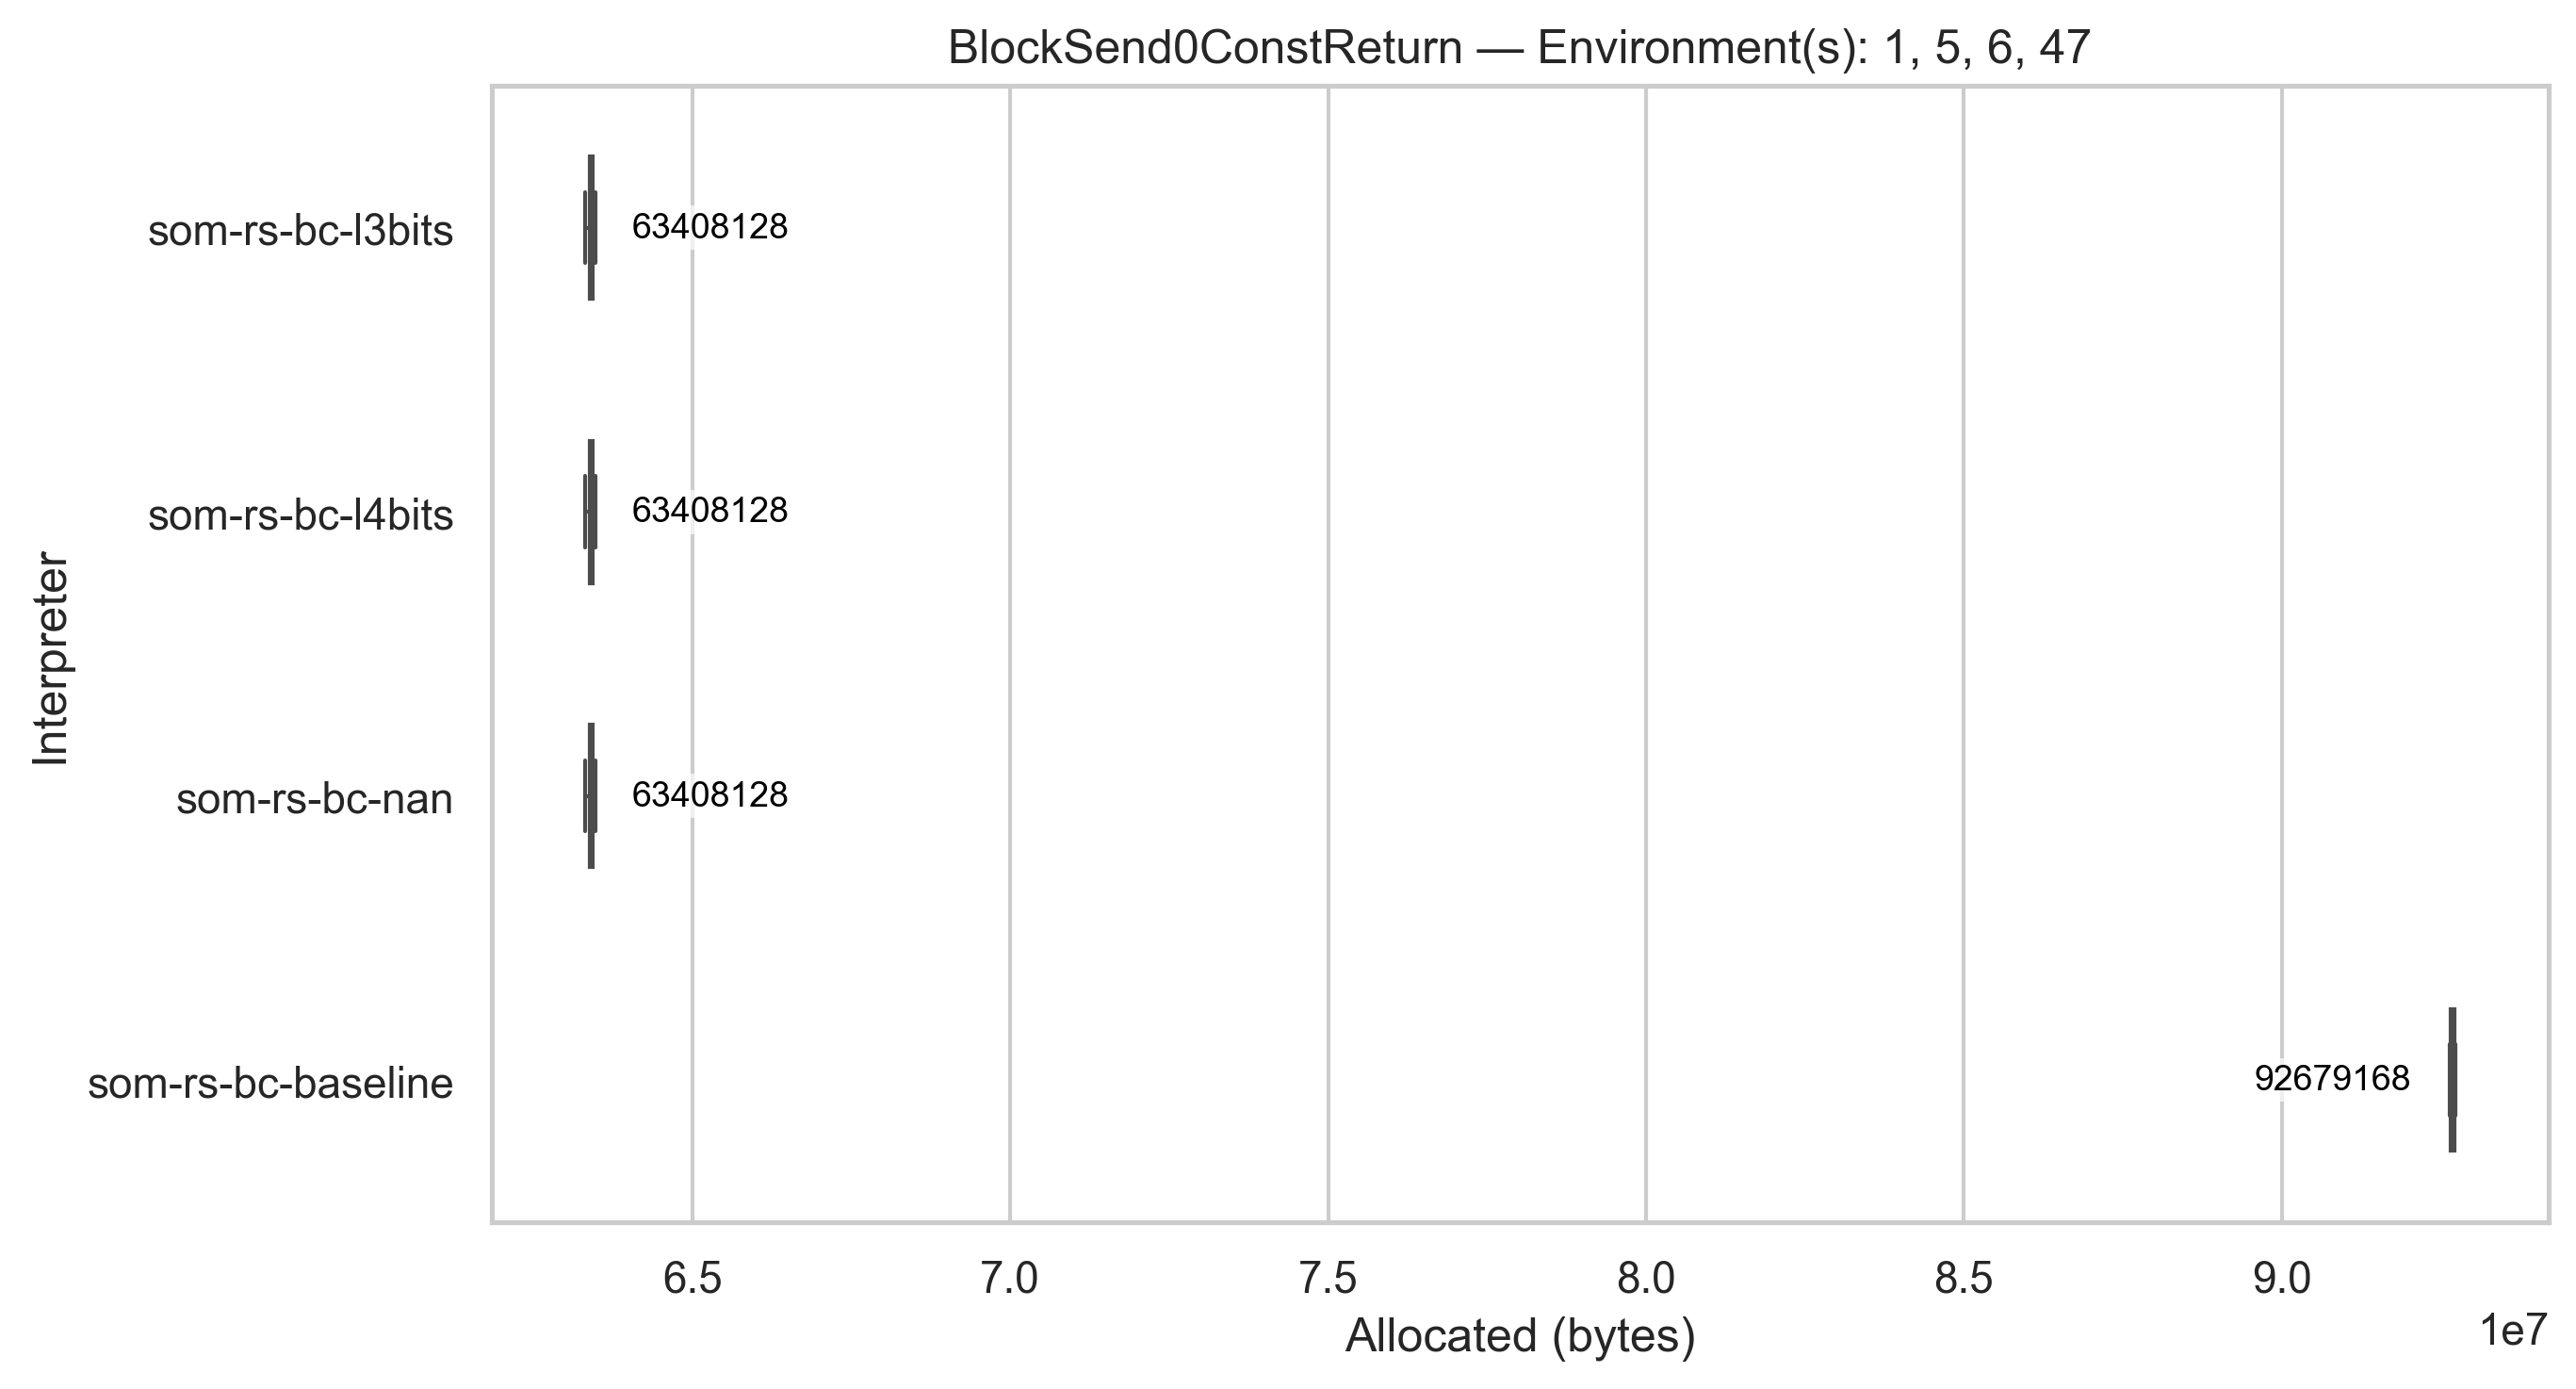 BlockSend0ConstReturn — Environment(s): 1, 5, 6, 47
som-rs-bc-l3bits
63408128
som-rs-bc-l4bits
63408128
Interpreter
som-rs-bc-nan
63408128
som-rs-bc-baseline
92679168
6.5 7.0 7.5 8.0 8.5 9.0
1e7
Allocated (bytes)